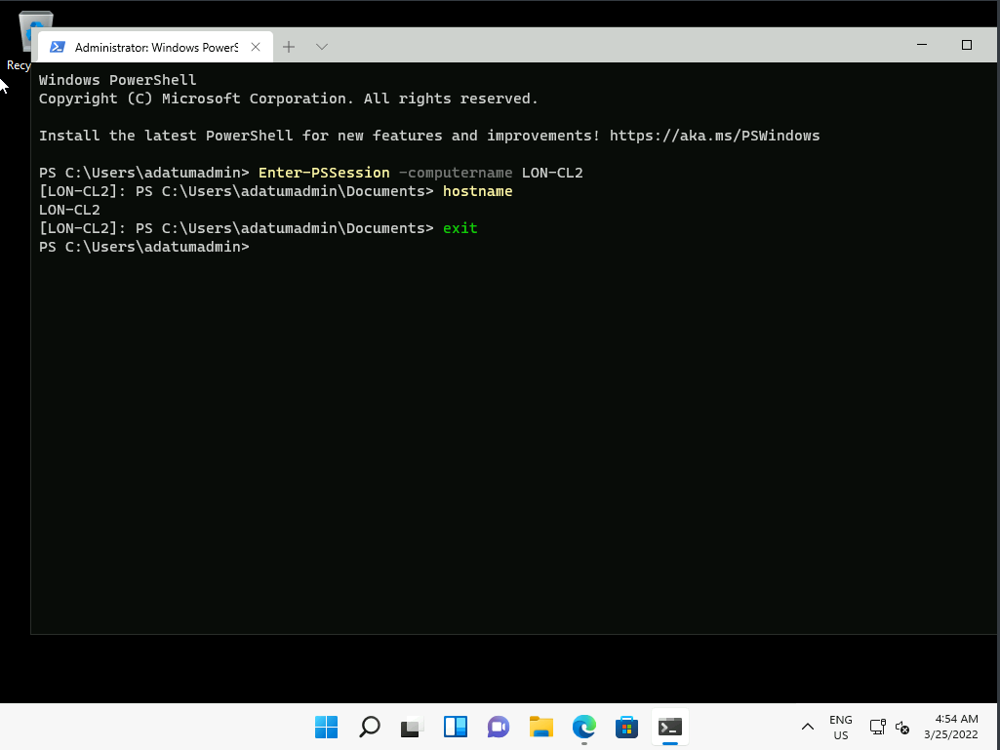 Recy
Administrator: Windows PowerS
Windows PowerShell
Copyright (C) Microsoft Corporation. All rights reserved.
Install the latest PowerShell for new features and improvements! https://aka.ms/PSWindows
PS C:\Users\adatumadmin> Enter-PSSession -computername LON-CL2
[LON-CL2]: PS C:\Users\adatumadmin\Documents> hostname
LON-CL2
[LON-CL2]: PS C:\Users\adatumadmin\Documents> exit
PS C:\Users\adatumadmin>
ENG
US
4:54 AM
3/25/2022